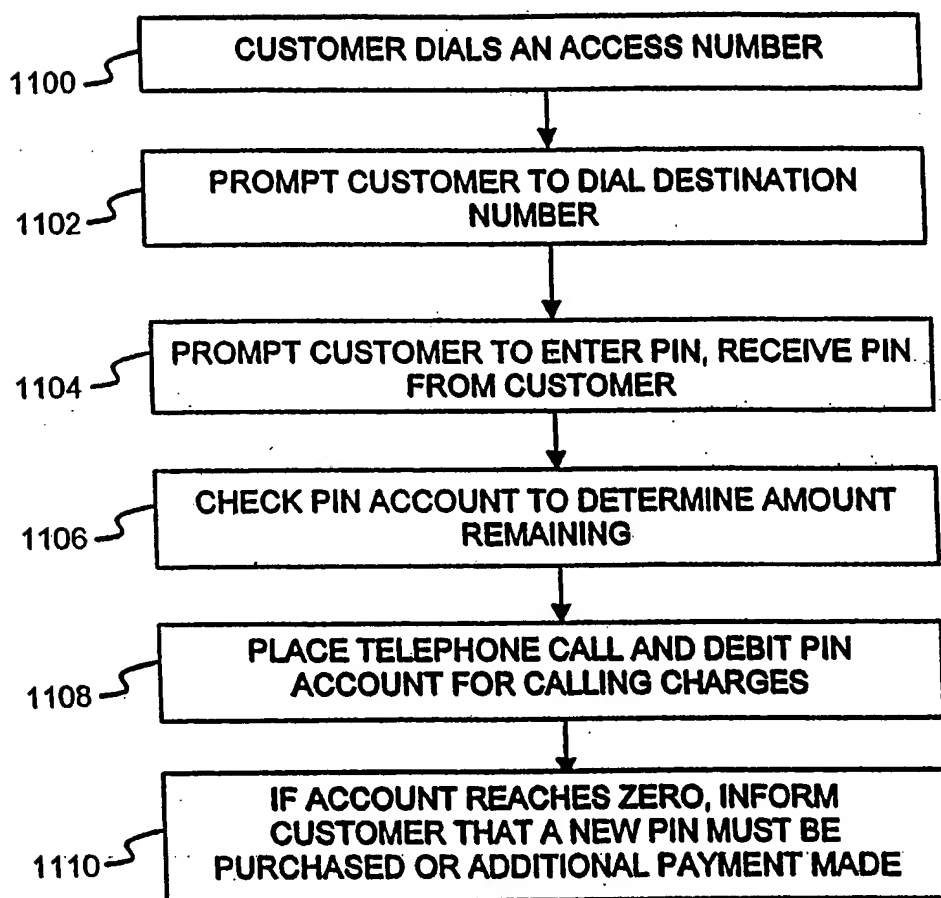 1100
CUSTOMER DIALS AN ACCESS NUMBER
1102
PROMPT CUSTOMER TO DIAL DESTINATION
NUMBER
1104
PROMPT CUSTOMER TO ENTER PIN, RECEIVE PIN
FROM CUSTOMER
1106
CHECK PIN ACCOUNT TO DETERMINE AMOUNT
REMAINING
1108
PLACE TELEPHONE CALL AND DEBIT PIN
ACCOUNT FOR CALLING CHARGES
1110
IF ACCOUNT REACHES ZERO, INFORM
CUSTOMER THAT A NEW PIN MUST BE
PURCHASED OR ADDITIONAL PAYMENT MADE